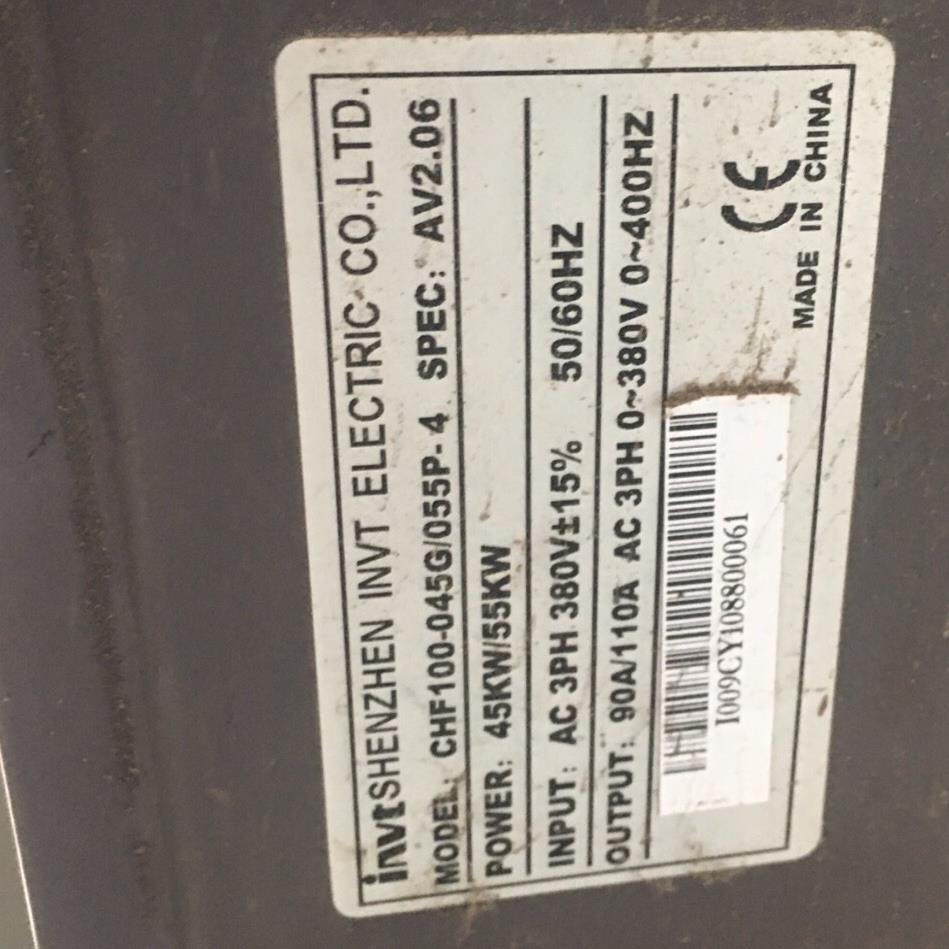 invt SHENZHEN INVT ELECTRIC CO.,LTD.
MODEL: CHF100-045G/055P-4 SPEC: AV2.06
POWER: 45KW/55KW
INPUT: AC 3PH 380V±15% 50/60HZ
OUTPUT: 90A/110A AC 3PH 0~380V 0~400HZ
I009CY108800061
CE
MADE IN CHINA